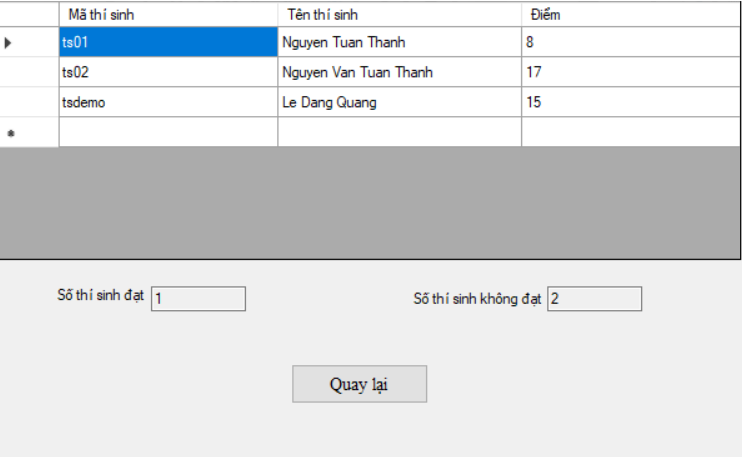 Mã thí sinh Tên thí sinh Điểm
ts01 Nguyen Tuan Thanh 8
ts02 Nguyen Van Tuan Thanh 17
tsdemo Le Dang Quang 15
Số thí sinh đạt 1 Số thí sinh không đạt 2
Quay lại